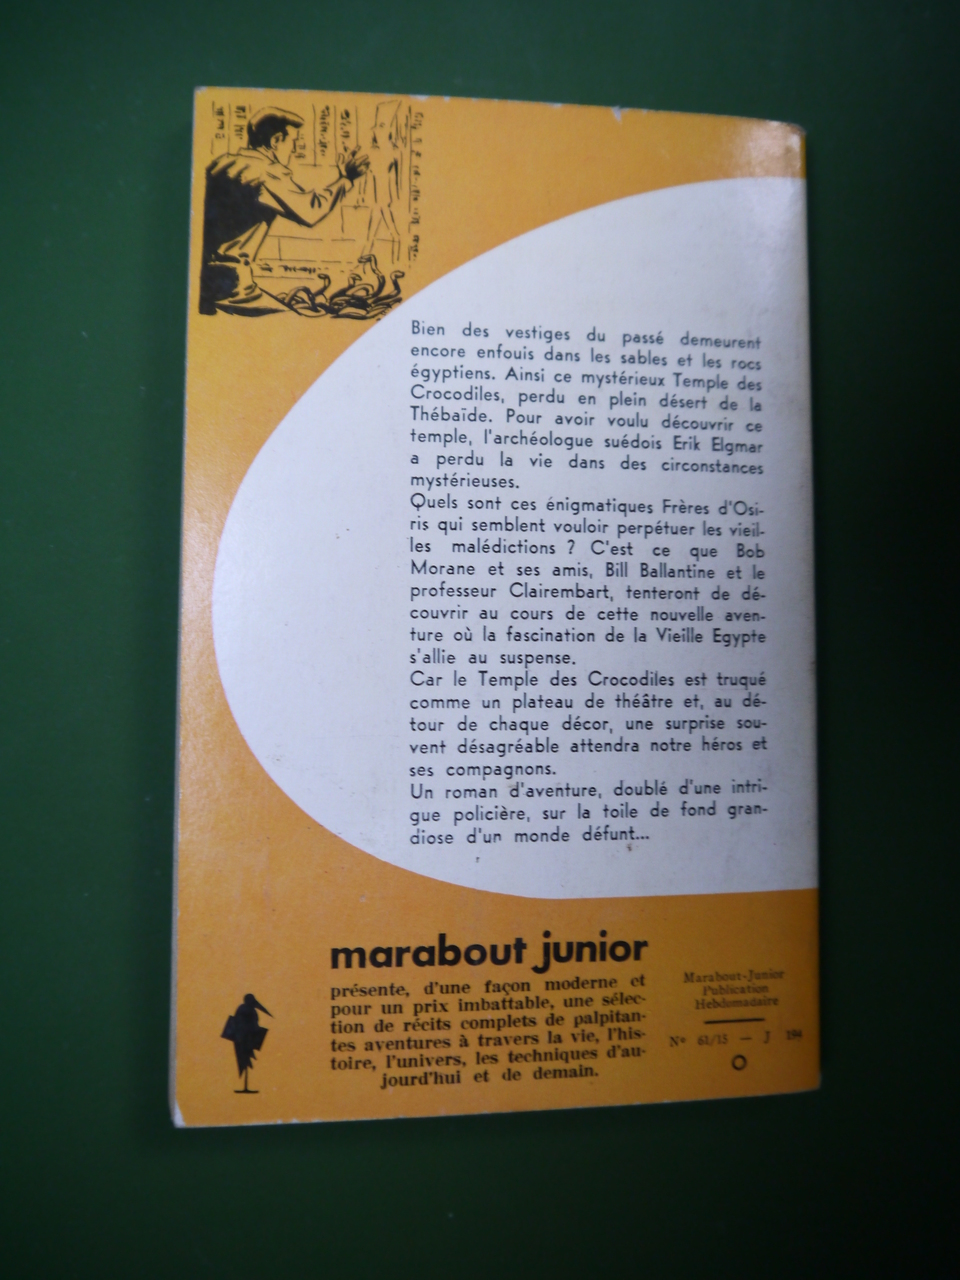 Bien des vestiges du passé demeurent
encore enfouis dans les sables et les rocs
égyptiens. Ainsi ce mystérieux Temple des
Crocodiles, perdu en plein désert de la
Thébaïde. Pour avoir voulu découvrir ce
temple, l'archéologue suédois Erik Elgmar
a perdu la vie dans des circonstances
mystérieuses.
Quels sont ces énigmatiques Frères d'Osi-
ris qui semblent vouloir perpétuer les vieil-
les malédictions ? C'est ce que Bob
Morane et ses amis, Bill Ballantine et le
professeur Clairembart, tenteront de dé-
couvrir au cours de cette nouvelle aven-
ture où la fascination de la Vieille Egypte
s'allie au suspense.
Car le Temple des Crocodiles est truqué
comme un plateau de théâtre et, au dé-
tour de chaque décor, une surprise sou-
vent désagréable attendra notre héros et
ses compagnons.
Un roman d'aventure, doublé d'une intri-
gue policière, sur la toile de fond gran-
diose d'un monde défunt...
marabout junior
présente, d'une façon moderne et
pour un prix imbattable, une sélec-
tion de récits complets de palpitan-
tes aventures à travers la vie, l'his-
toire, l'univers, les techniques d'au-
jourd'hui et de demain.
Marabout-Junior
Publication
Hebdomadaire
N° 61/15 — J 194